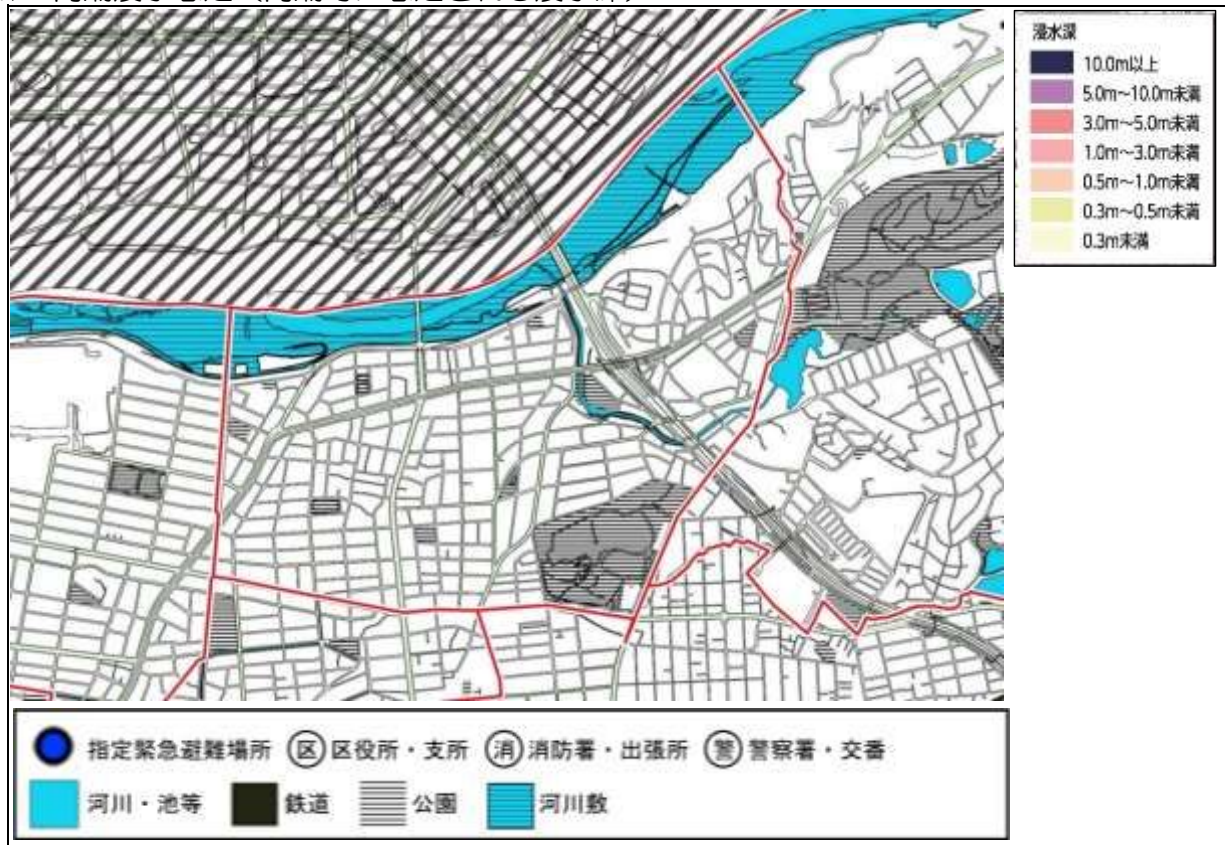 浸水深
10.0m以上
5.0m～10.0m未満
3.0m～5.0m未満
1.0m～3.0m未満
0.5m～1.0m未満
0.3m～0.5m未満
0.3m未満
指定緊急避難場所 区 区役所・支所 消 消防署・出張所 警 警察署・交番
河川・池等 鉄道 公園 河川敷